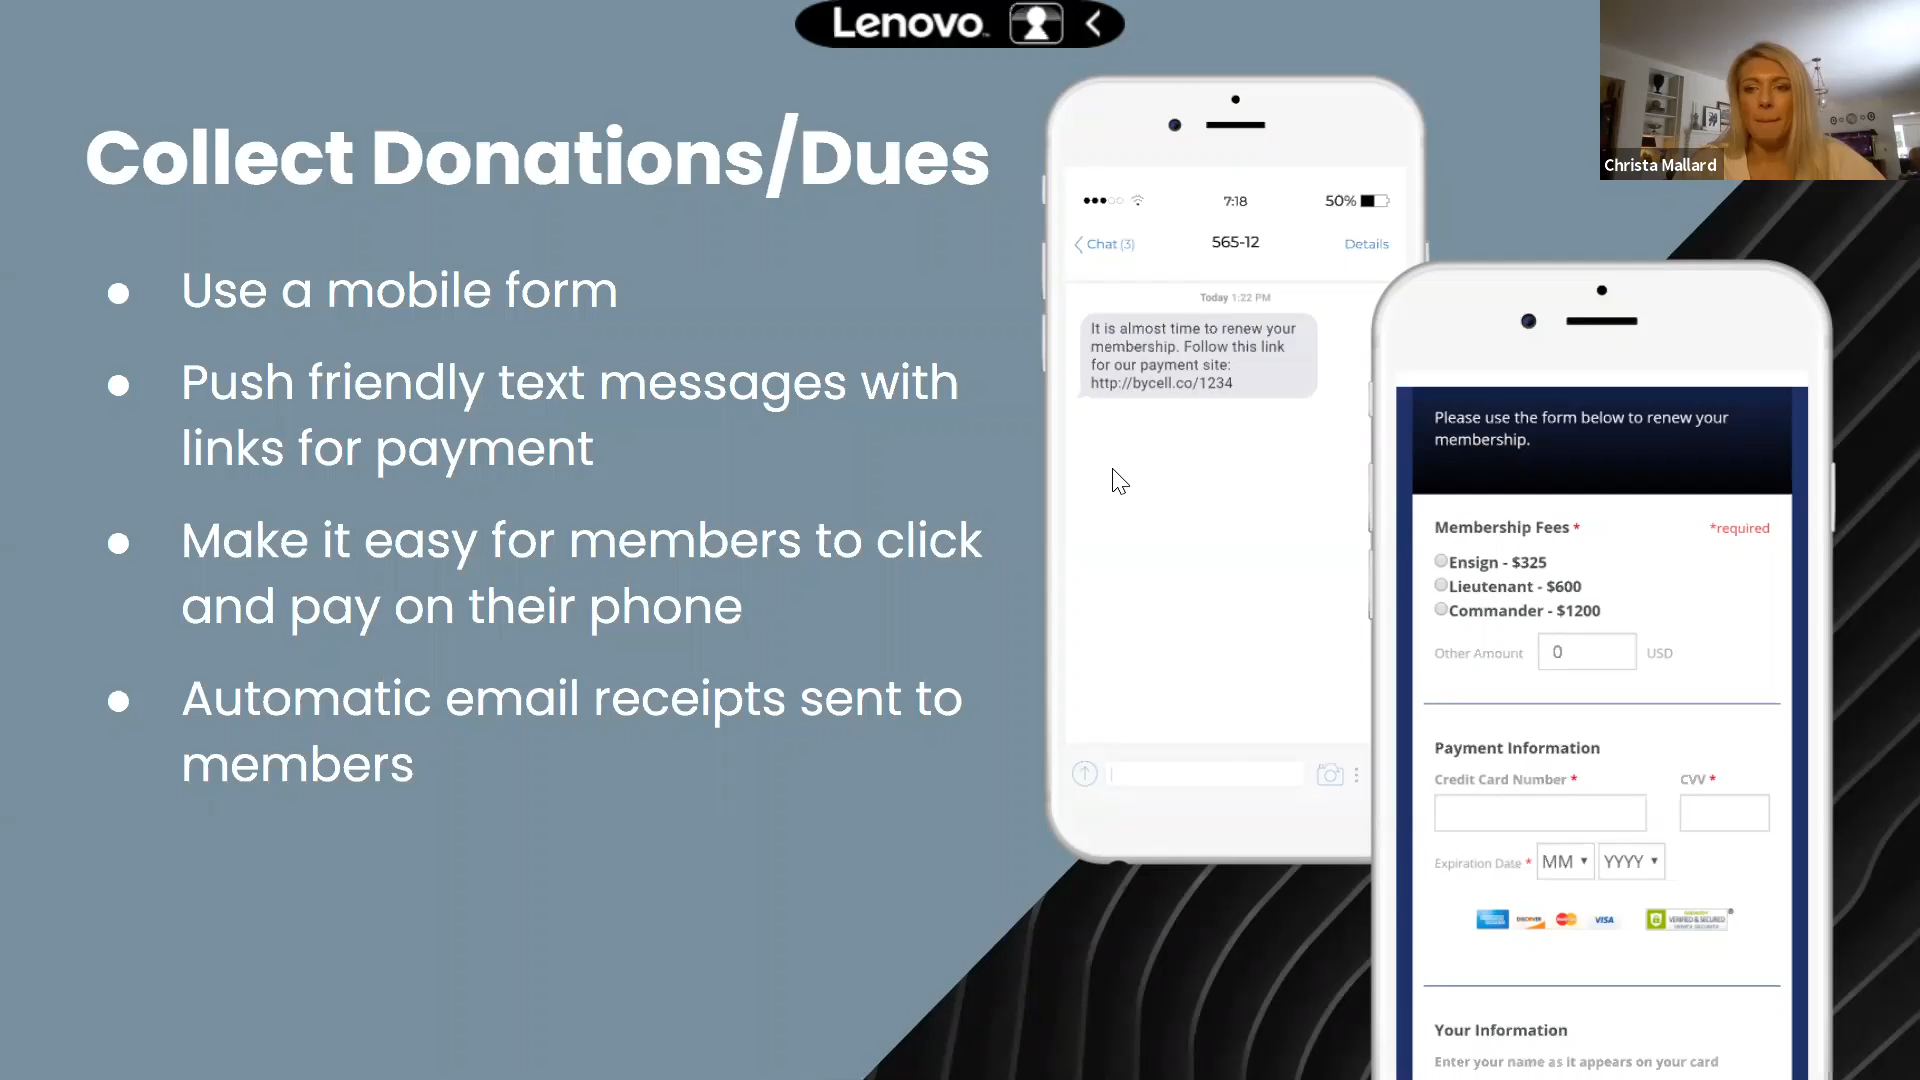 Lenovo
Christa Mallard
Collect Donations/Dues
● Use a mobile form
● Push friendly text messages with
links for payment
● Make it easy for members to click
and pay on their phone
● Automatic email receipts sent to
members
7:18
50%
Chat (3)
565-12
Details
Today 1:22 PM
It is almost time to renew your
membership. Follow this link
for our payment site:
http://bycell.co/1234
Please use the form below to renew your
membership.
Membership Fees *
*required
Ensign - $325
Lieutenant - $600
Commander - $1200
Other Amount 0 USD
Payment Information
Credit Card Number *
CVV *
Expiration Date * MM YYYY
DISCOVER
VISA
VERIFIED & SECURED
Your Information
Enter your name as it appears on your card